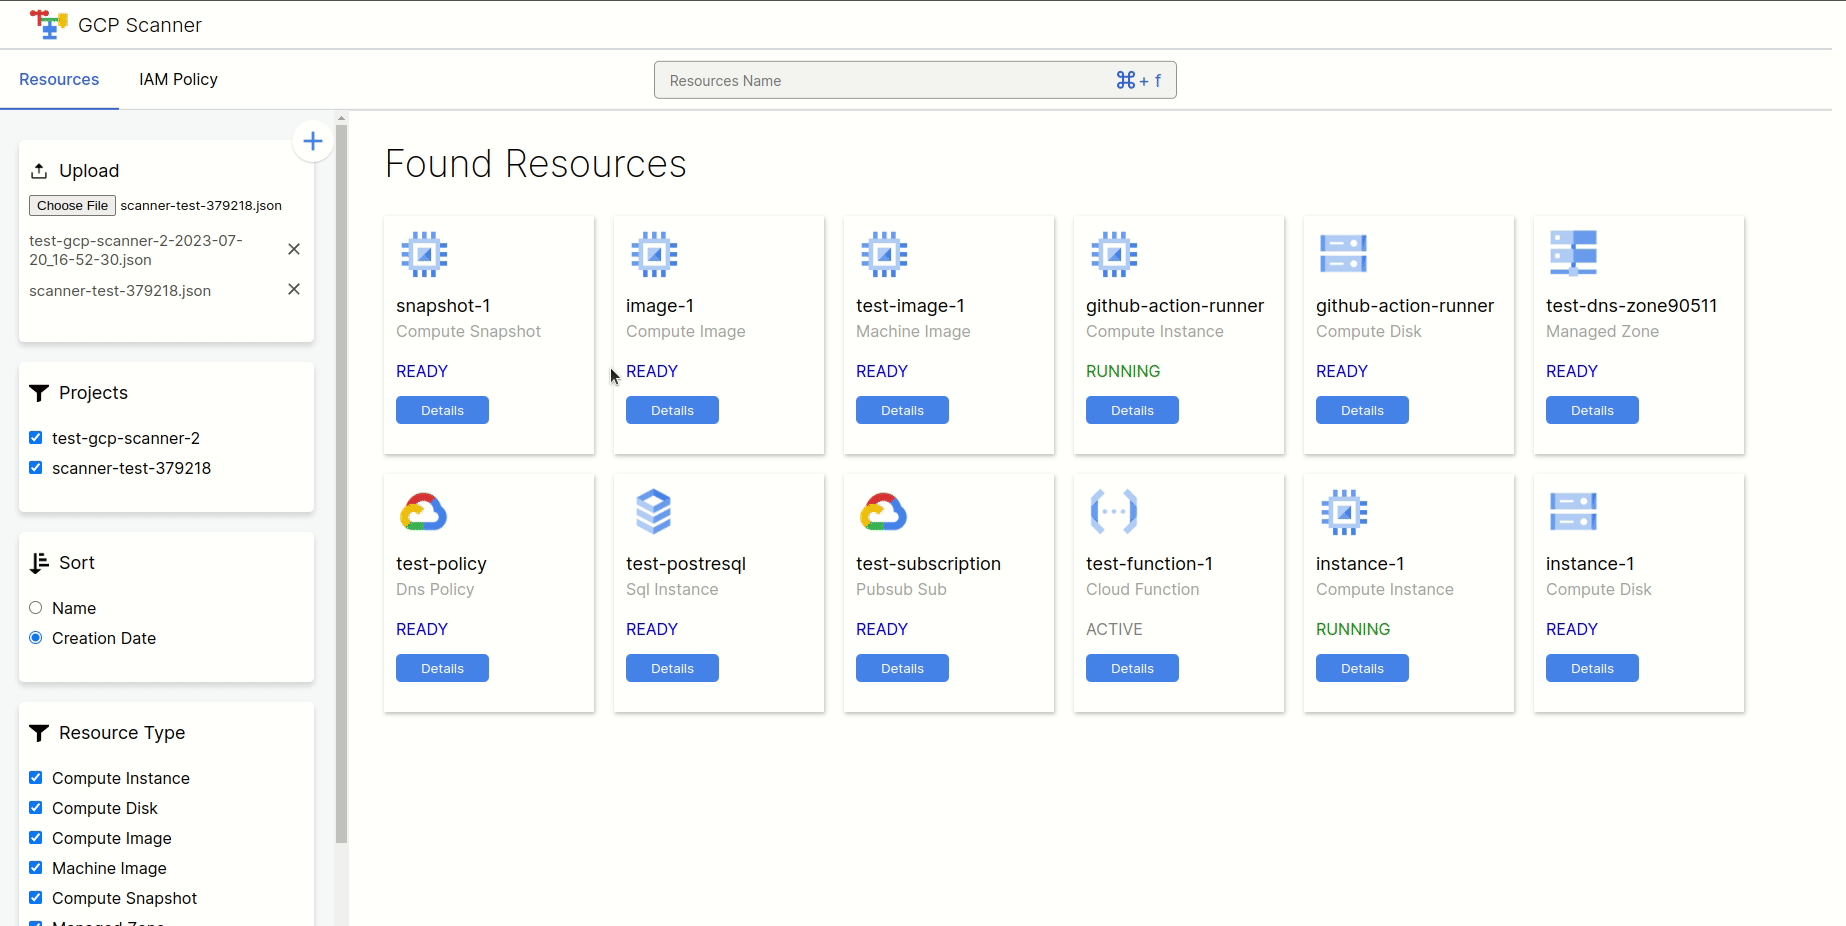 GCP Scanner
Resources
IAM Policy
Resources Name
⌘ + f
Upload
Choose File scanner-test-379218.json
test-gcp-scanner-2-2023-07-
20_16-52-30.json
scanner-test-379218.json
Projects
test-gcp-scanner-2
scanner-test-379218
Sort
Name
Creation Date
Resource Type
Compute Instance
Compute Disk
Compute Image
Machine Image
Compute Snapshot
Managed Zone
Found Resources
snapshot-1
Compute Snapshot
READY
Details
image-1
Compute Image
READY
Details
test-image-1
Machine Image
READY
Details
github-action-runner
Compute Instance
RUNNING
Details
github-action-runner
Compute Disk
READY
Details
test-dns-zone90511
Managed Zone
READY
Details
test-policy
Dns Policy
READY
Details
test-postresql
Sql Instance
READY
Details
test-subscription
Pubsub Sub
READY
Details
test-function-1
Cloud Function
ACTIVE
Details
instance-1
Compute Instance
RUNNING
Details
instance-1
Compute Disk
READY
Details